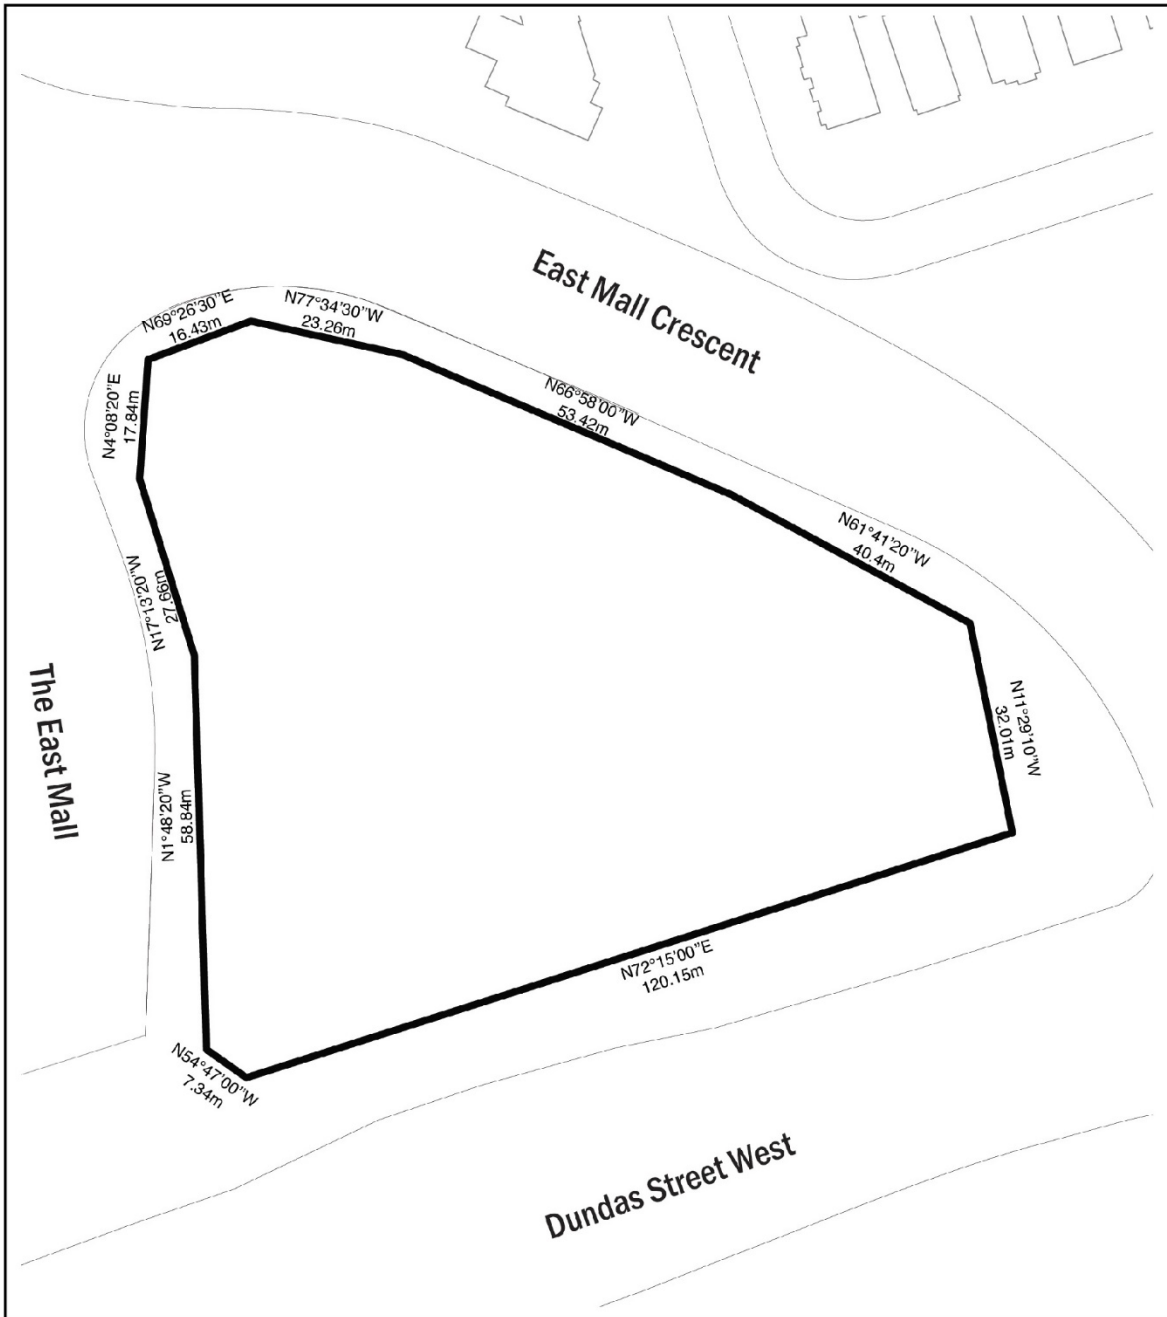 East Mall Crescent
N69°26'30"E
16.43m
N77°34'30"W
23.26m
N66°58'00"W
53.42m
N4°08'20"E
17.84m
N61°41'20"W
40.4m
N17°13'20"W
27.66m
N11°29'10"W
32.01m
The East Mall
N1°48'20"W
58.84m
N72°15'00"E
120.15m
N54°47'00"W
7.34m
Dundas Street West